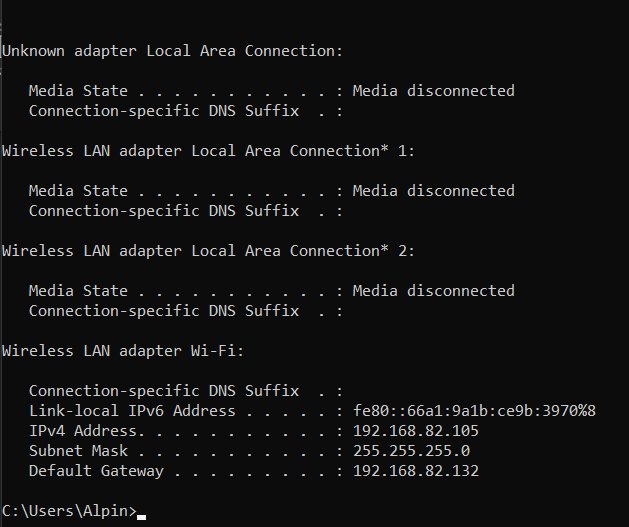 Unknown adapter Local Area Connection:
Media State . . . . . . . . . . . : Media disconnected
Connection-specific DNS Suffix  . :
Wireless LAN adapter Local Area Connection* 1:
Media State . . . . . . . . . . . : Media disconnected
Connection-specific DNS Suffix  . :
Wireless LAN adapter Local Area Connection* 2:
Media State . . . . . . . . . . . : Media disconnected
Connection-specific DNS Suffix  . :
Wireless LAN adapter Wi-Fi:
Connection-specific DNS Suffix  . :
Link-local IPv6 Address . . . . . : fe80::66a1:9a1b:ce9b:3970%8
IPv4 Address. . . . . . . . . . . : 192.168.82.105
Subnet Mask . . . . . . . . . . . : 255.255.255.0
Default Gateway . . . . . . . . . : 192.168.82.132
C:\Users\Alpin>